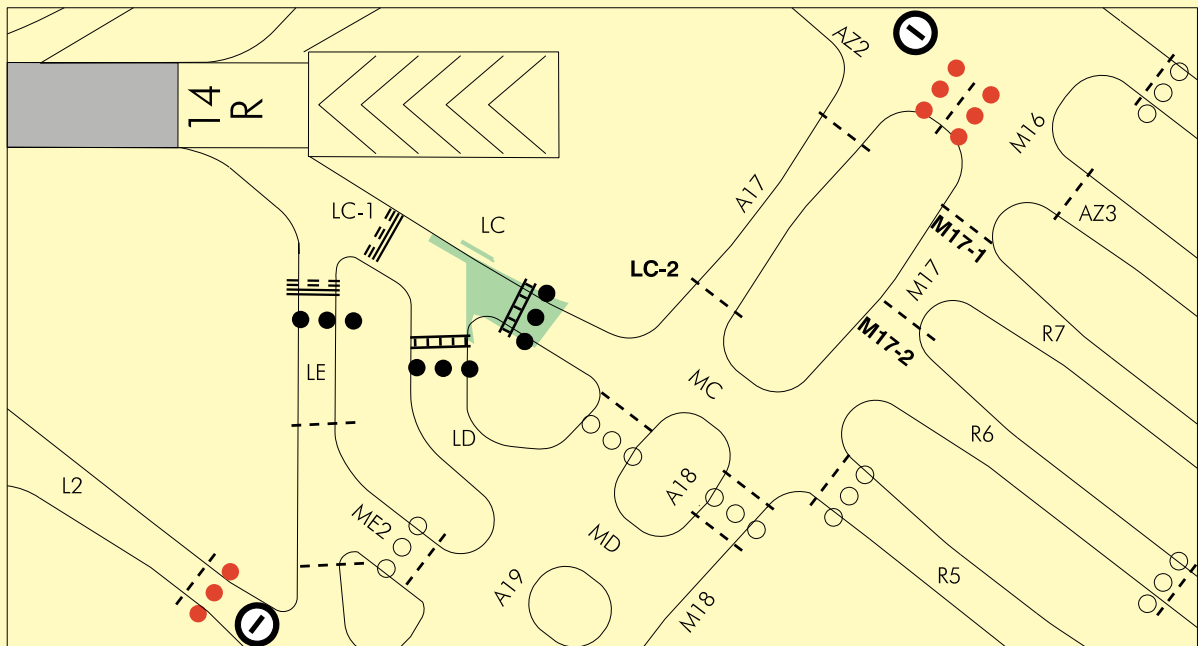 14
R
AZ2
M16
A17
AZ3
LC-1
LC
M17-1
LC-2
M17
R7
M17-2
LE
MC
R6
LD
L2
A18
ME2
MD
R5
A19
M18